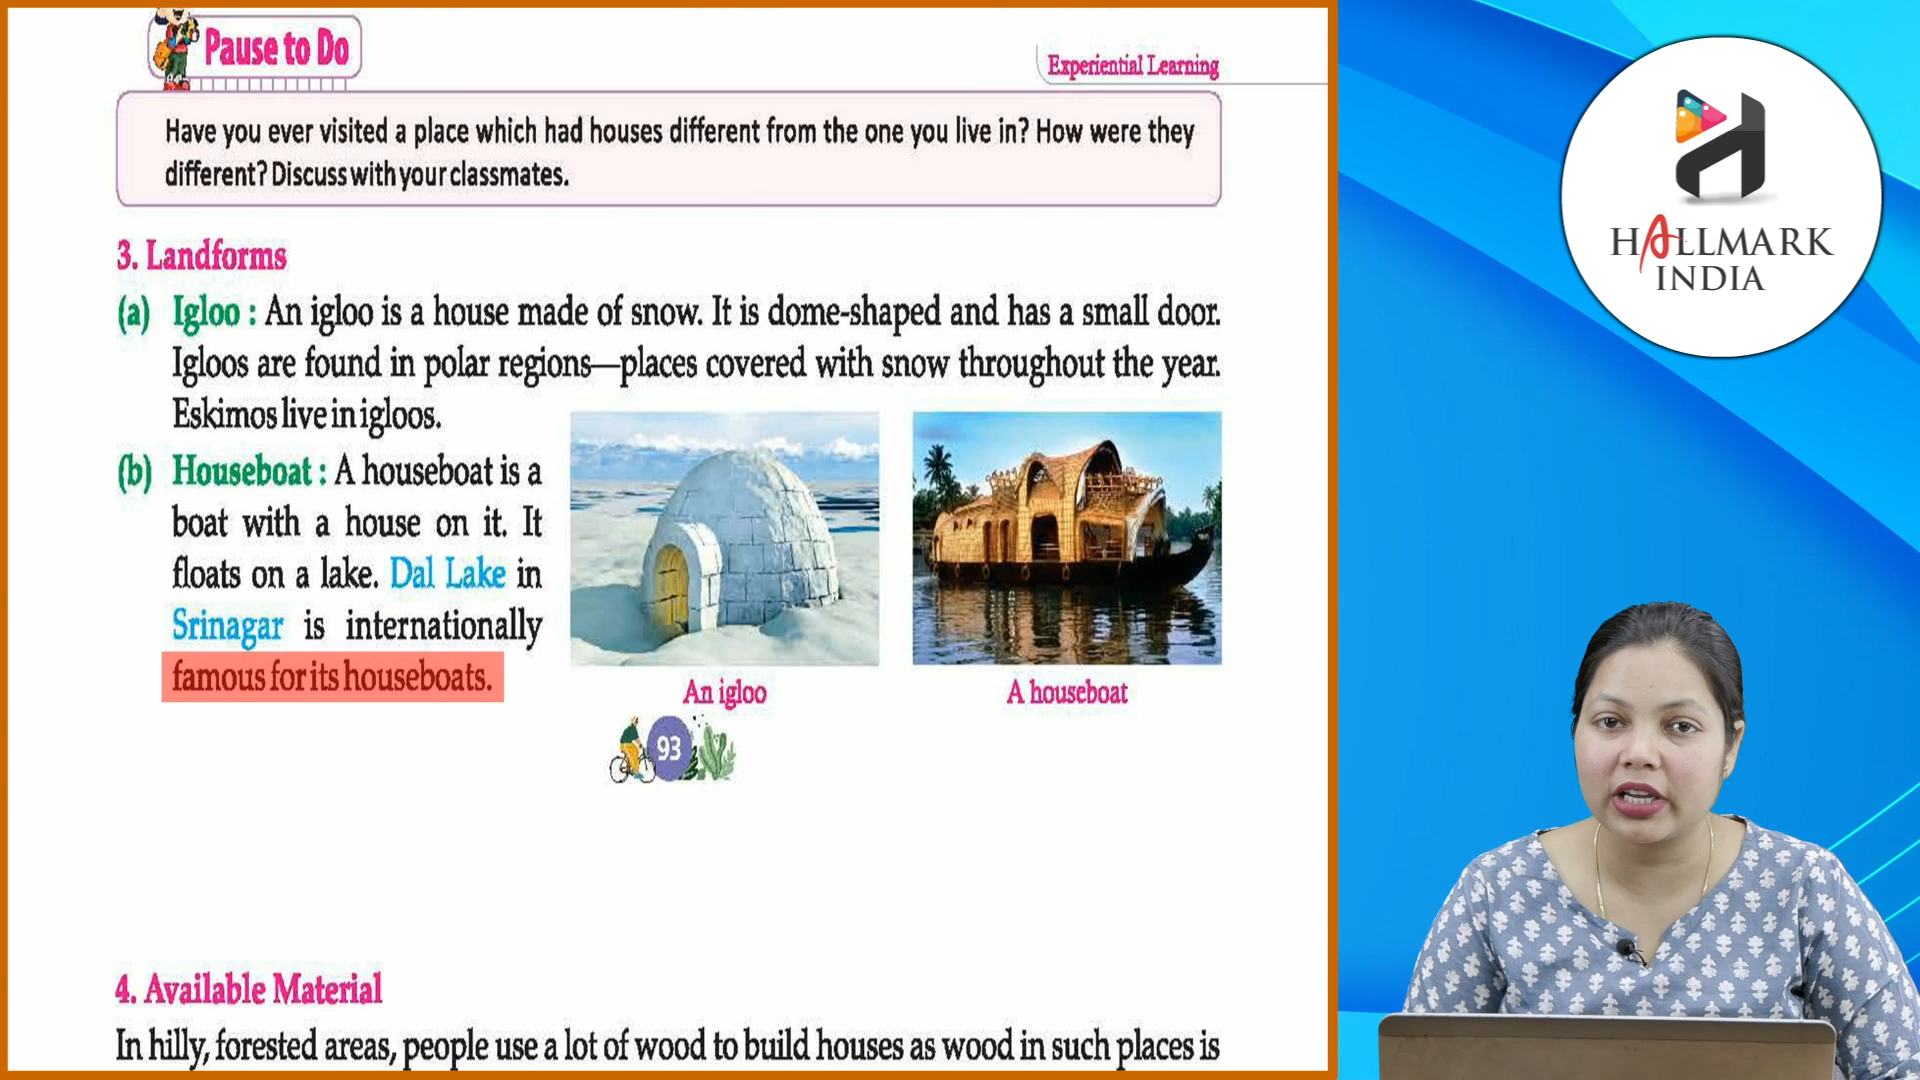 Pause to Do
Experiential Learning
Have you ever visited a place which had houses different from the one you live in? How were they
different? Discuss with your classmates.
3. Landforms
(a) Igloo : An igloo is a house made of snow. It is dome-shaped and has a small door.
Igloos are found in polar regions—places covered with snow throughout the year.
Eskimos live in igloos.
(b) Houseboat : A houseboat is a
boat with a house on it. It
floats on a lake. Dal Lake in
Srinagar is internationally
famous for its houseboats.
An igloo
A houseboat
93
4. Available Material
In hilly, forested areas, people use a lot of wood to build houses as wood in such places is
HALLMARK
INDIA